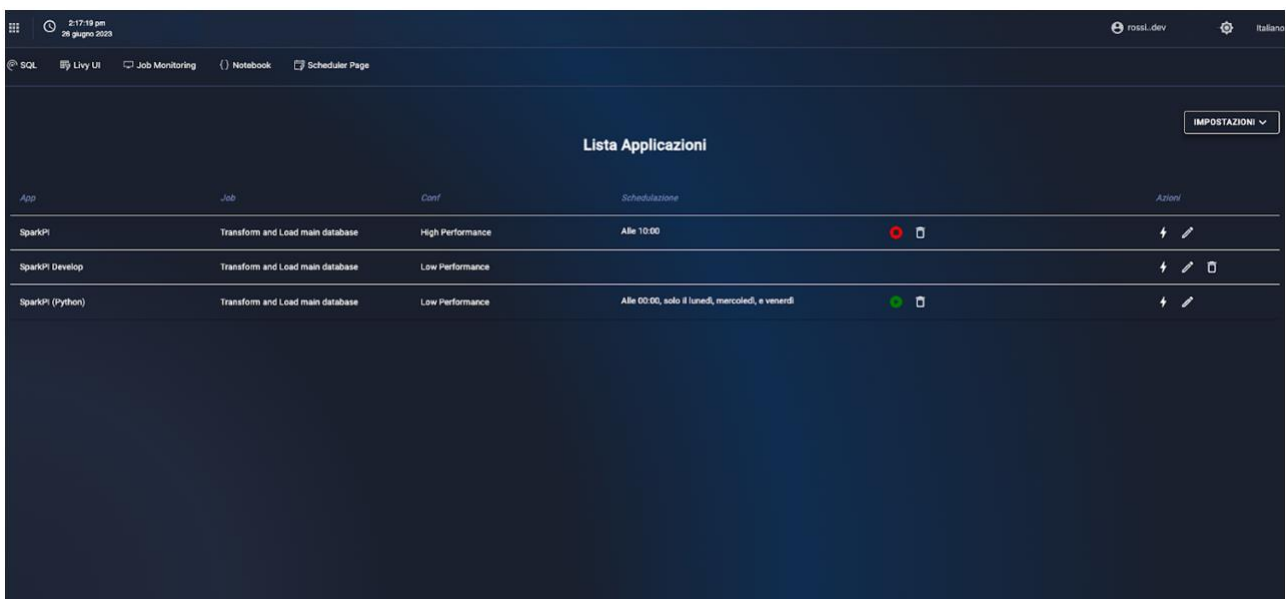 2:17:19 pm
26 giugno 2023
rossi..dev
Italiano
SQL
Livy UI
Job Monitoring
Notebook
Scheduler Page
IMPOSTAZIONI
Lista Applicazioni
App Job Conf Schedulazione Azioni
SparkPi Transform and Load main database High Performance Alle 10:00
SparkPi Develop Transform and Load main database Low Performance
SparkPi (Python) Transform and Load main database Low Performance Alle 00:00, solo il lunedì, mercoledì, e venerdì